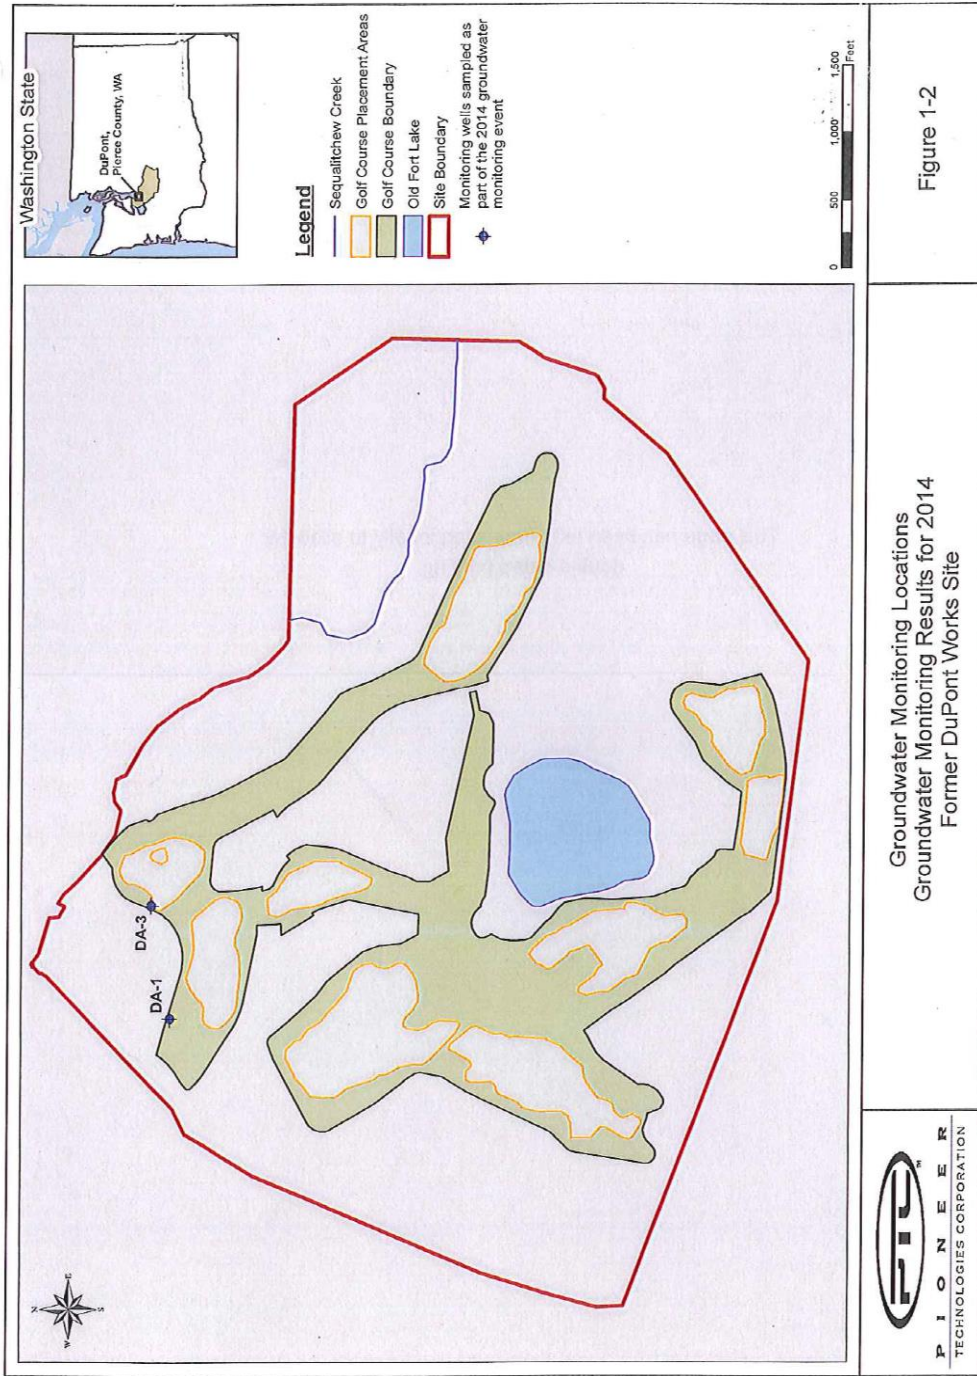 Washington State
DuPont,
Pierce County, WA
Legend
Sequalitchew Creek
Golf Course Placement Areas
Golf Course Boundary
Old Fort Lake
Site Boundary
Monitoring wells sampled as
part of the 2014 groundwater
monitoring event
0 500 1,000 1,500
Feet
N
W E
S
DA-3
DA-1
PTC™
PIONEER
TECHNOLOGIES CORPORATION
Groundwater Monitoring Locations
Groundwater Monitoring Results for 2014
Former DuPont Works Site
Figure 1-2